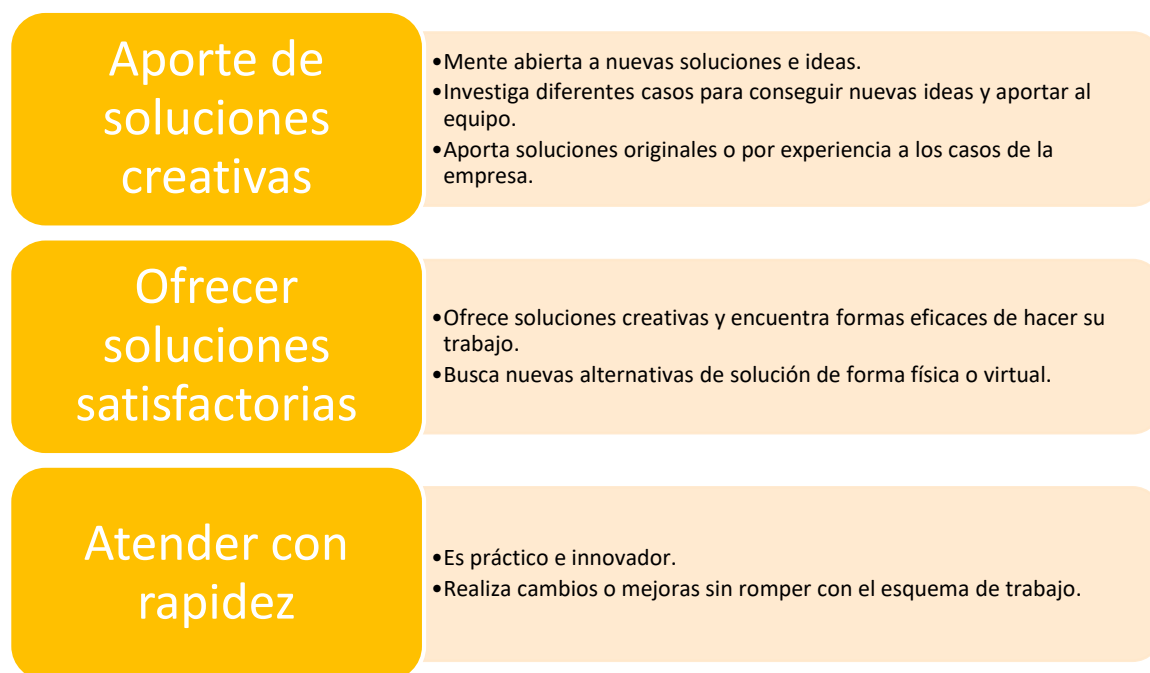 Aporte de
soluciones
creativas
•Mente abierta a nuevas soluciones e ideas.
•Investiga diferentes casos para conseguir nuevas ideas y aportar al
equipo.
•Aporta soluciones originales o por experiencia a los casos de la
empresa.
Ofrecer
soluciones
satisfactorias
•Ofrece soluciones creativas y encuentra formas eficaces de hacer su
trabajo.
•Busca nuevas alternativas de solución de forma física o virtual.
Atender con
rapidez
•Es práctico e innovador.
•Realiza cambios o mejoras sin romper con el esquema de trabajo.